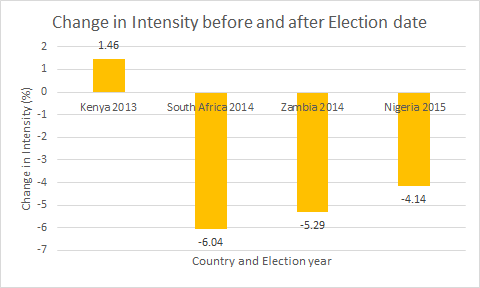 Change in Intensity before and after Election date
Change in Intensity (%)
2
1
0
-1
-2
-3
-4
-5
-6
-7
1.46
-6.04
-5.29
-4.14
Kenya 2013
South Africa 2014
Zambia 2014
Nigeria 2015
Country and Election year